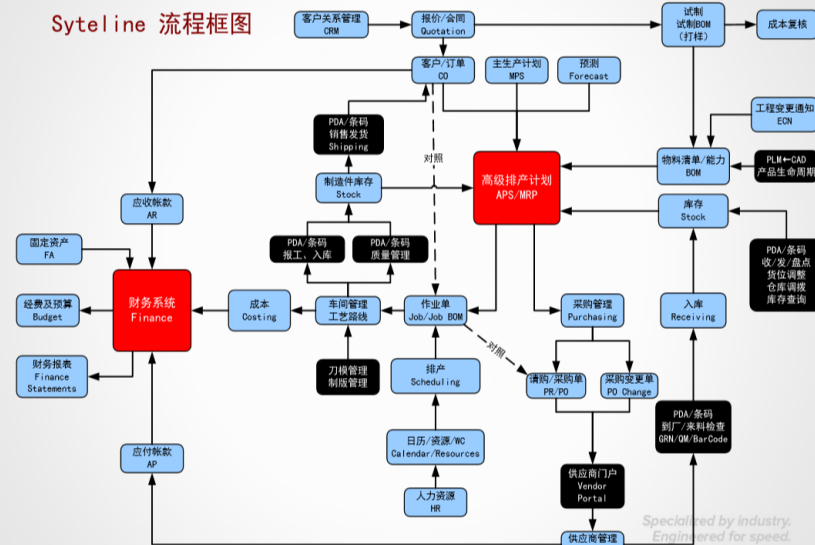 Syteline 流程框图
客户关系管理
CRM
报价/合同
Quotation
试制
试制BOM
(打样)
成本复核
客户/订单
CO
主生产计划
MPS
预测
Forecast
工程变更通知
ECN
PDA/条码
销售发货
Shipping
对照
高级排产计划
APS/MRP
物料清单/能力
BOM
PLM←CAD
产品生命周期
制造件库存
Stock
库存
Stock
应收帐款
AR
固定资产
FA
PDA/条码
报工、入库
PDA/条码
质量管理
PDA/条码
收/发/盘点
货位调整
仓库调拨
库存查询
财务系统
Finance
经费及预算
Budget
成本
Costing
车间管理
工艺路线
作业单
Job/Job BOM
采购管理
Purchasing
入库
Receiving
对照
财务报表
Finance
Statements
刀模管理
制版管理
排产
Scheduling
请购/采购单
PR/PO
采购变更单
PO Change
PDA/条码
到厂/来料检查
GRN/QM/BarCode
应付帐款
AP
日历/资源/WC
Calendar/Resources
供应商门户
Vendor
Portal
人力资源
HR
供应商管理
Specialized by industry.
Engineered for speed.